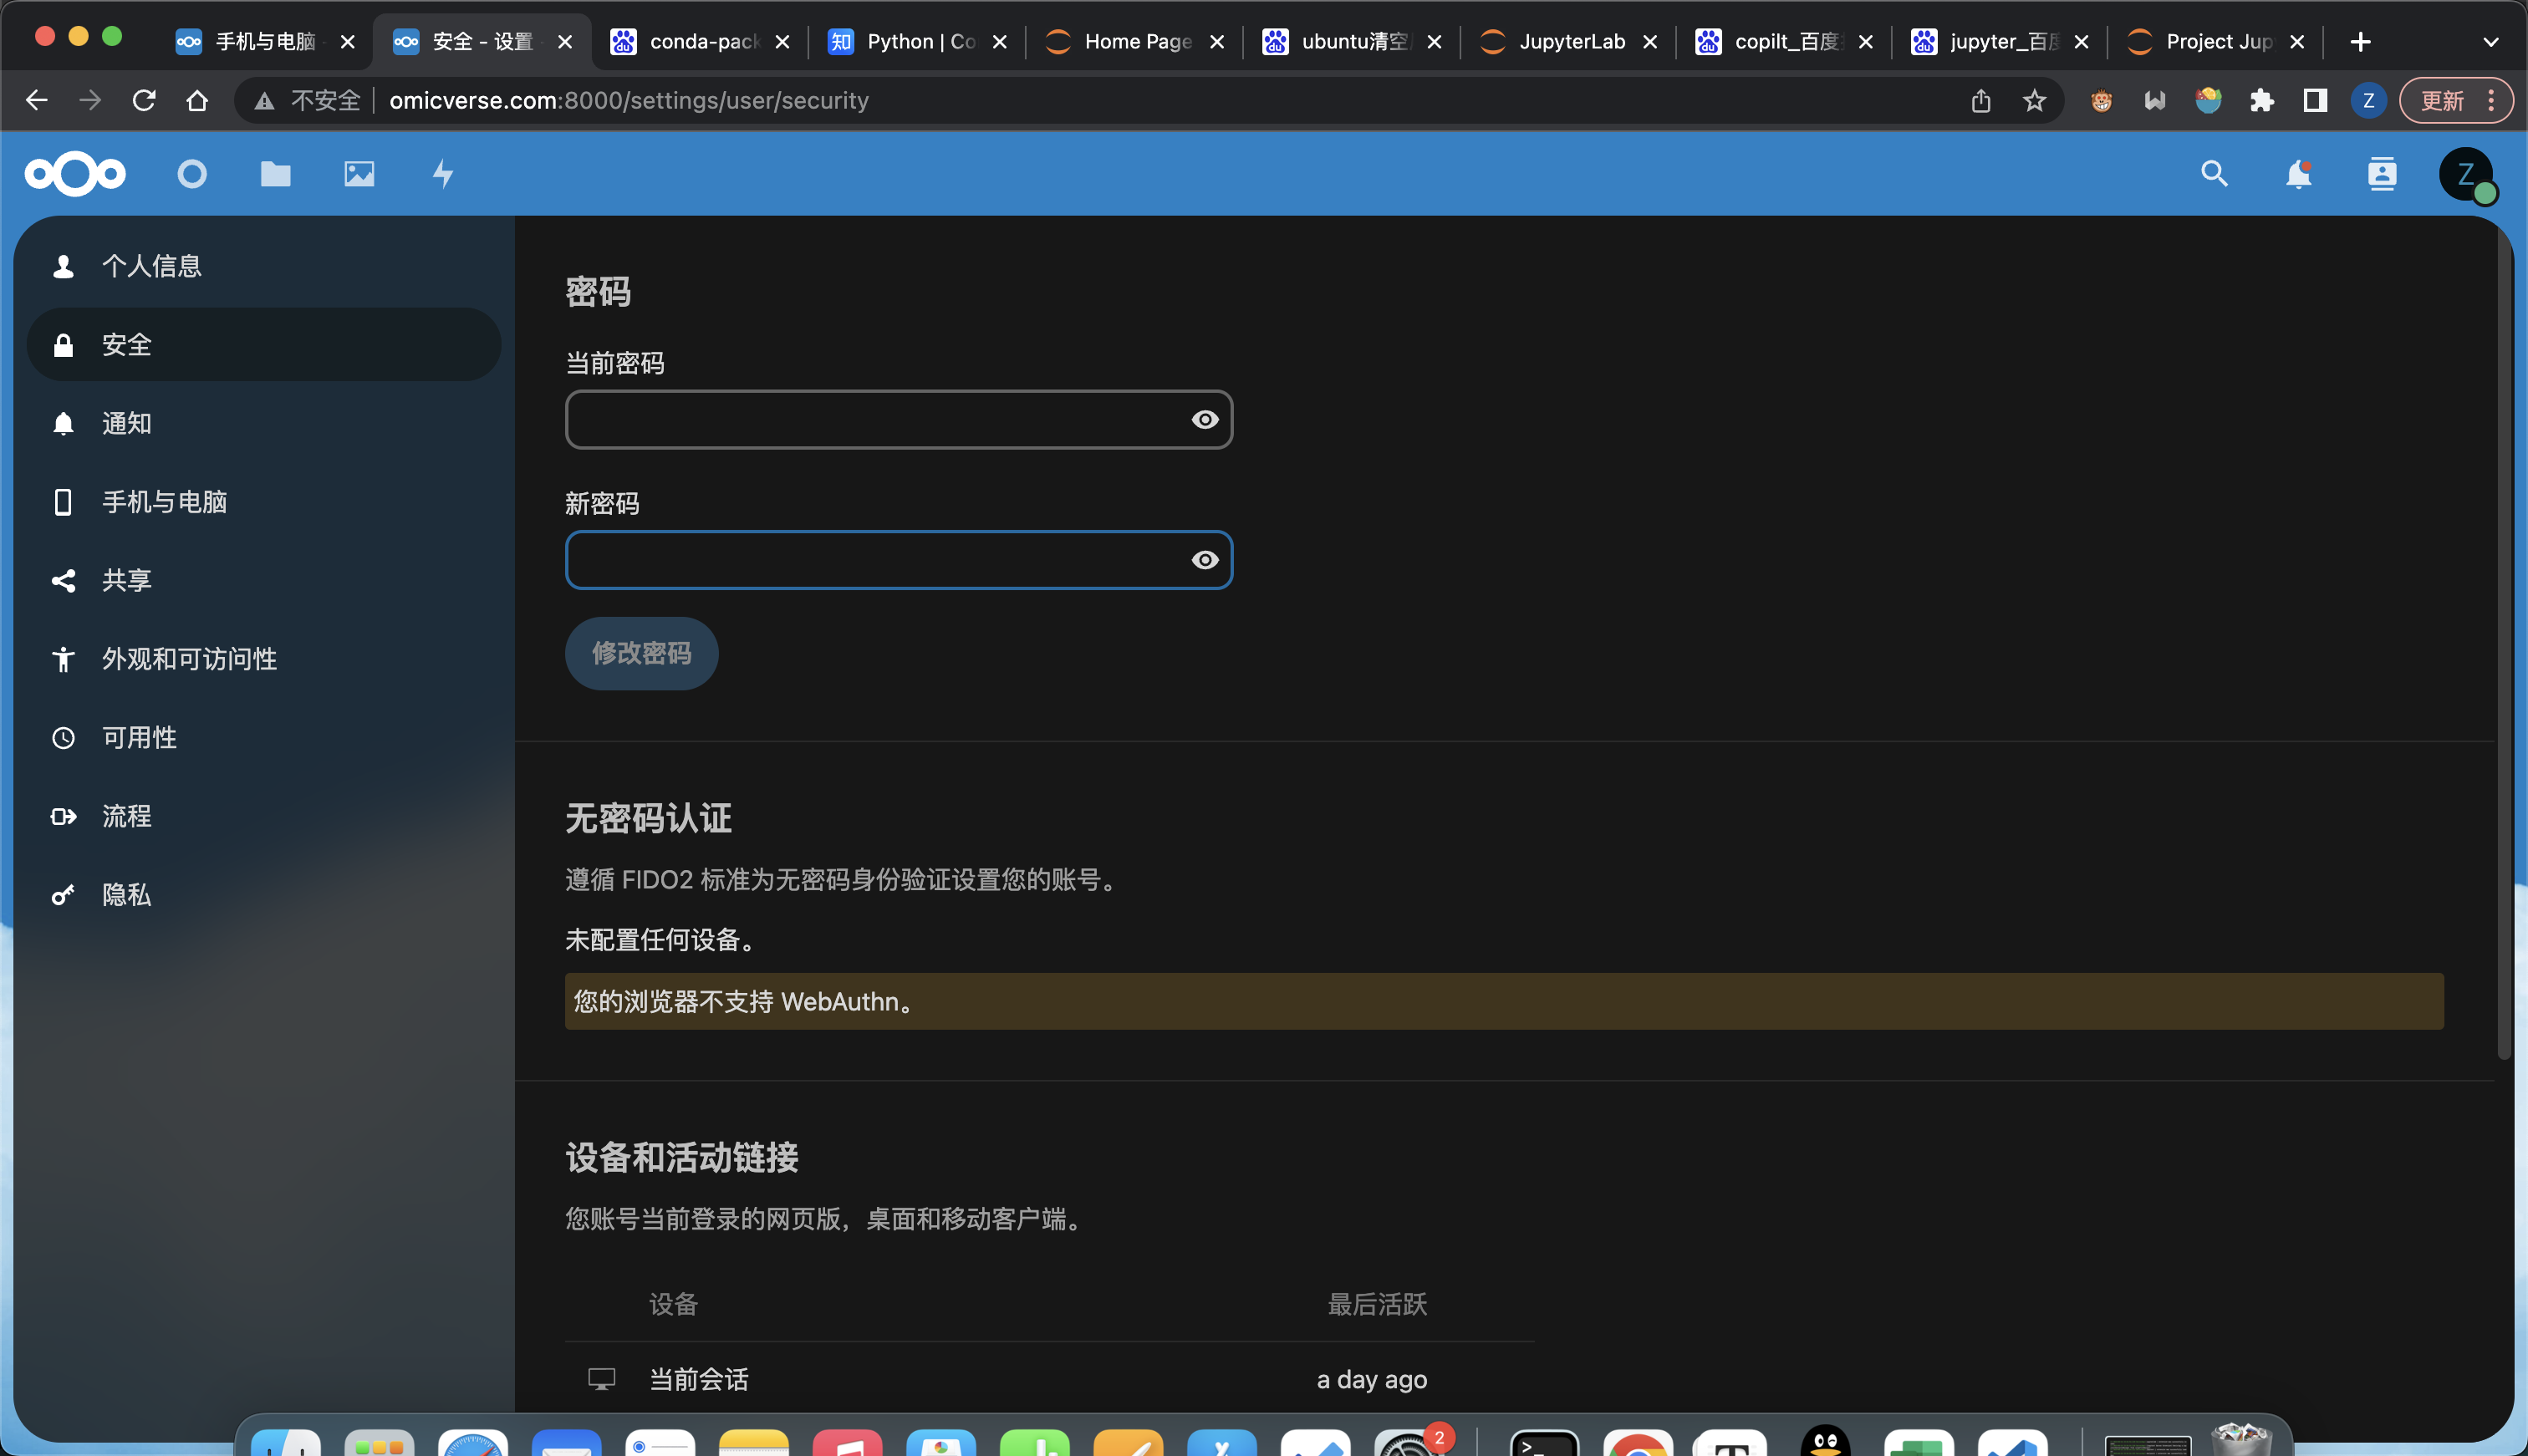 手机与电脑
安全 - 设置
conda-pack
Python | Co
Home Page
ubuntu清空
JupyterLab
copilt_百度
jupyter_百度
Project Jup
不安全
omicverse.com:8000/settings/user/security
Z
更新
Z
个人信息
安全
通知
手机与电脑
共享
外观和可访问性
可用性
流程
隐私
密码
当前密码
新密码
修改密码
无密码认证
遵循 FIDO2 标准为无密码身份验证设置您的账号。
未配置任何设备。
您的浏览器不支持 WebAuthn。
设备和活动链接
您账号当前登录的网页版，桌面和移动客户端。
设备 最后活跃
当前会话 a day ago
2